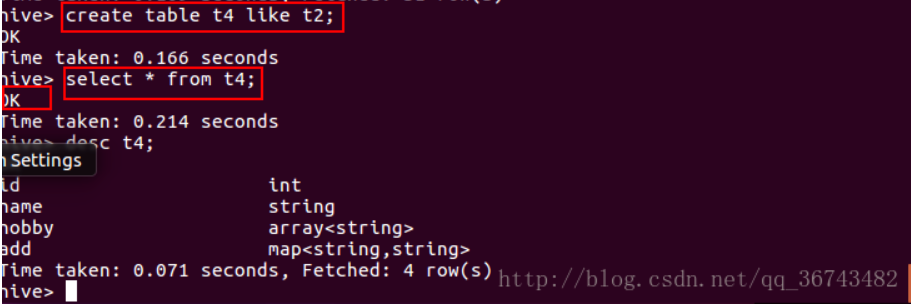 hive> create table t4 like t2;
OK
Time taken: 0.166 seconds
hive> select * from t4;
OK
Time taken: 0.214 seconds
hive> desc t4;
Settings
id int
name string
hobby array<string>
add map<string,string>
Time taken: 0.071 seconds, Fetched: 4 row(s)
http://blog.csdn.net/qq_36743482
hive>